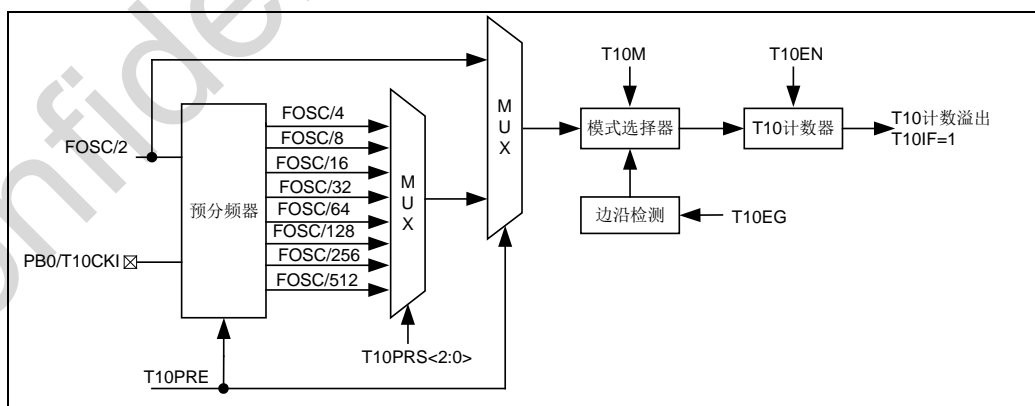 FOSC/2
PB0/T10CKI
T10PRE
预分频器
FOSC/4
FOSC/8
FOSC/16
FOSC/32
FOSC/64
FOSC/128
FOSC/256
FOSC/512
MUX
T10PRS<2:0>
MUX
T10M
模式选择器
边沿检测
T10EG
T10EN
T10计数器
T10计数溢出
T10IF=1